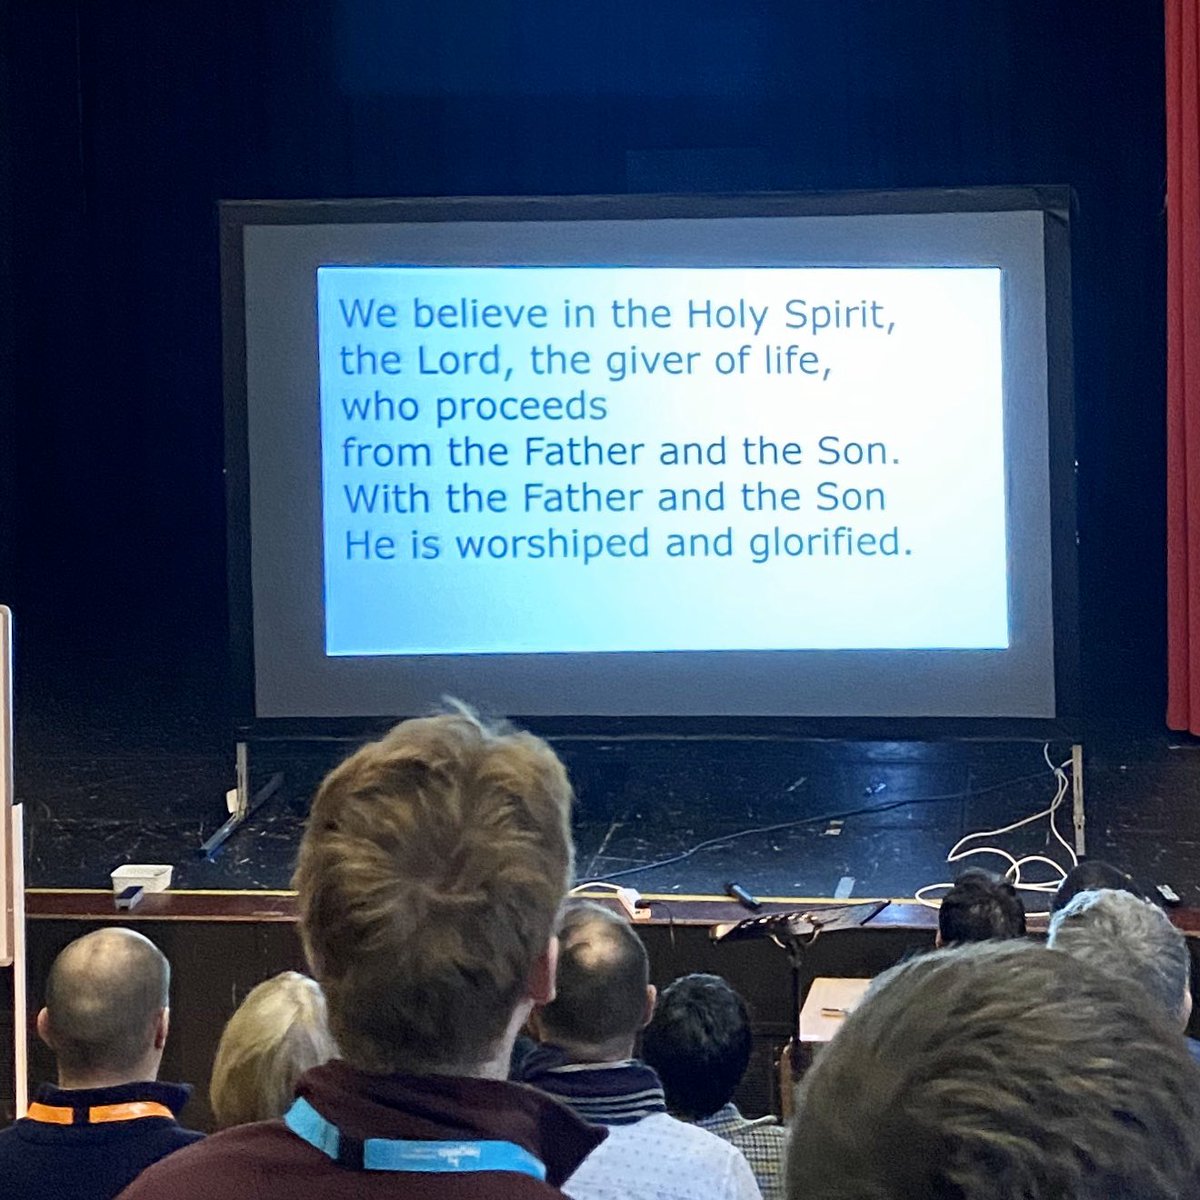 We believe in the Holy Spirit,
the Lord, the giver of life,
who proceeds
from the Father and the Son.
With the Father and the Son
He is worshiped and glorified.